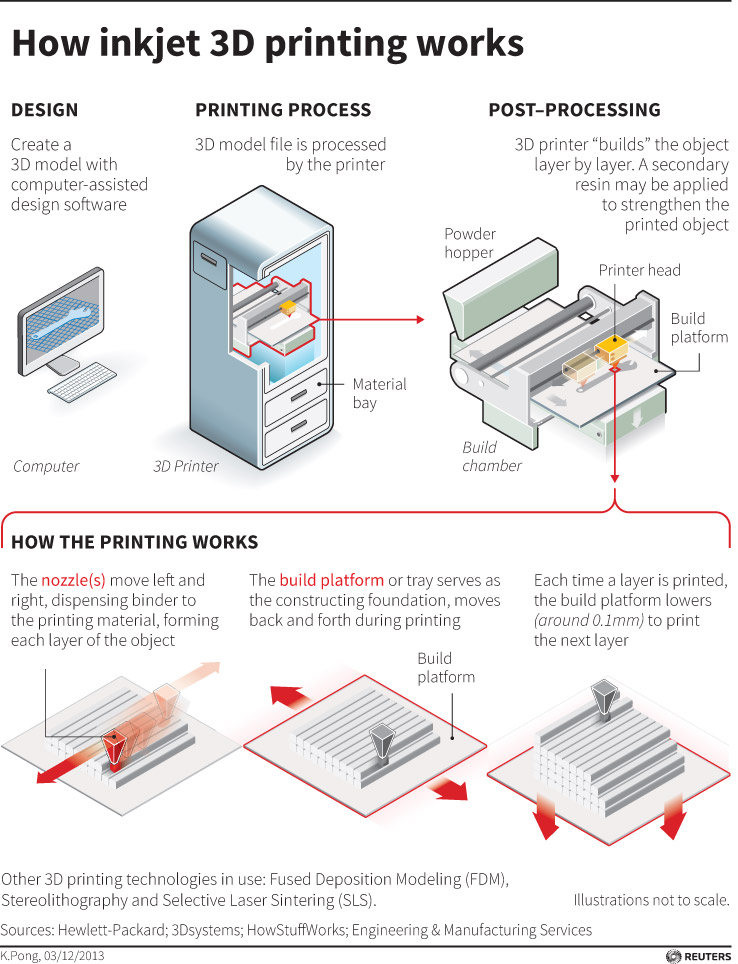 How inkjet 3D printing works
DESIGN
Create a
3D model with
computer-assisted
design software
Computer
PRINTING PROCESS
3D model file is processed
by the printer
Material
bay
3D Printer
POST–PROCESSING
3D printer “builds” the object
layer by layer. A secondary
resin may be applied
to strengthen the
printed object
Powder
hopper
Printer head
Build
platform
Build
chamber
HOW THE PRINTING WORKS
The nozzle(s) move left and
right, dispensing binder to
the printing material, forming
each layer of the object
The build platform or tray serves as
the constructing foundation, moves
back and forth during printing
Build
platform
Each time a layer is printed,
the build platform lowers
(around 0.1mm) to print
the next layer
Other 3D printing technologies in use: Fused Deposition Modeling (FDM),
Stereolithography and Selective Laser Sintering (SLS).
Illustrations not to scale.
Sources: Hewlett-Packard; 3Dsystems; HowStuffWorks; Engineering & Manufacturing Services
K.Pong, 03/12/2013
REUTERS